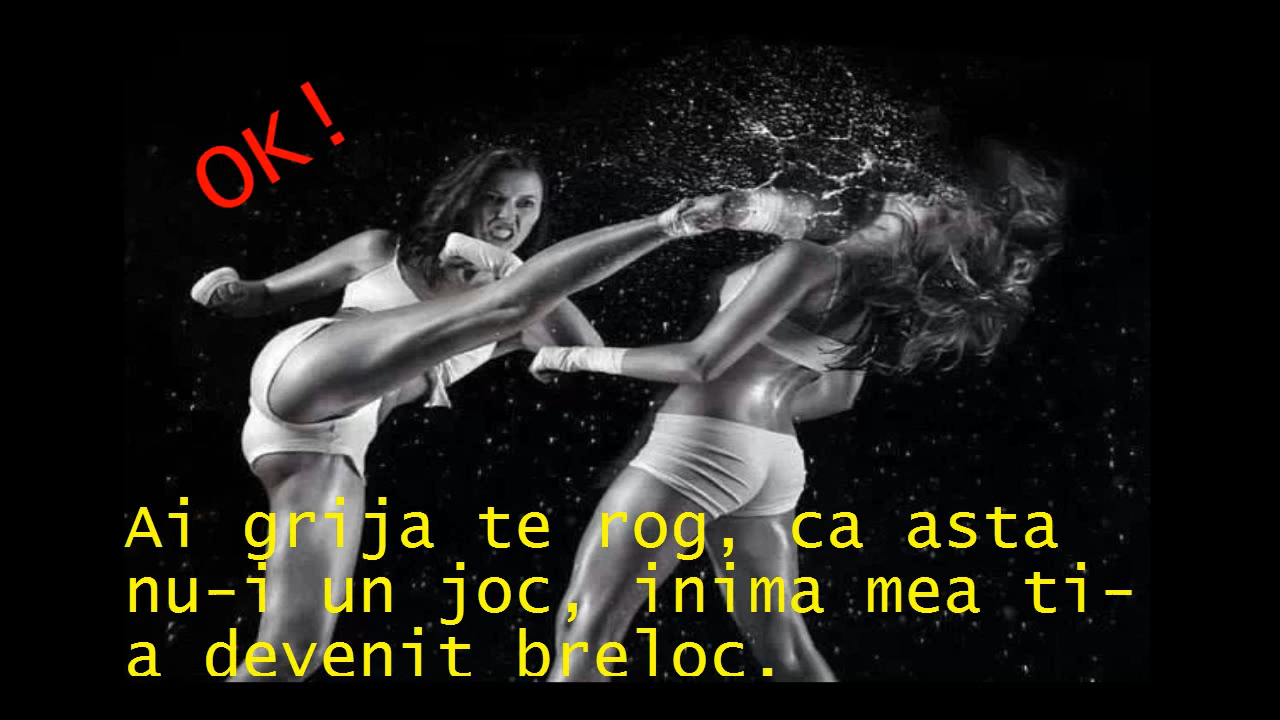 OK!
Ai grija te rog, ca asta
nu-i un joc, inima mea ti-
a devenit breloc.